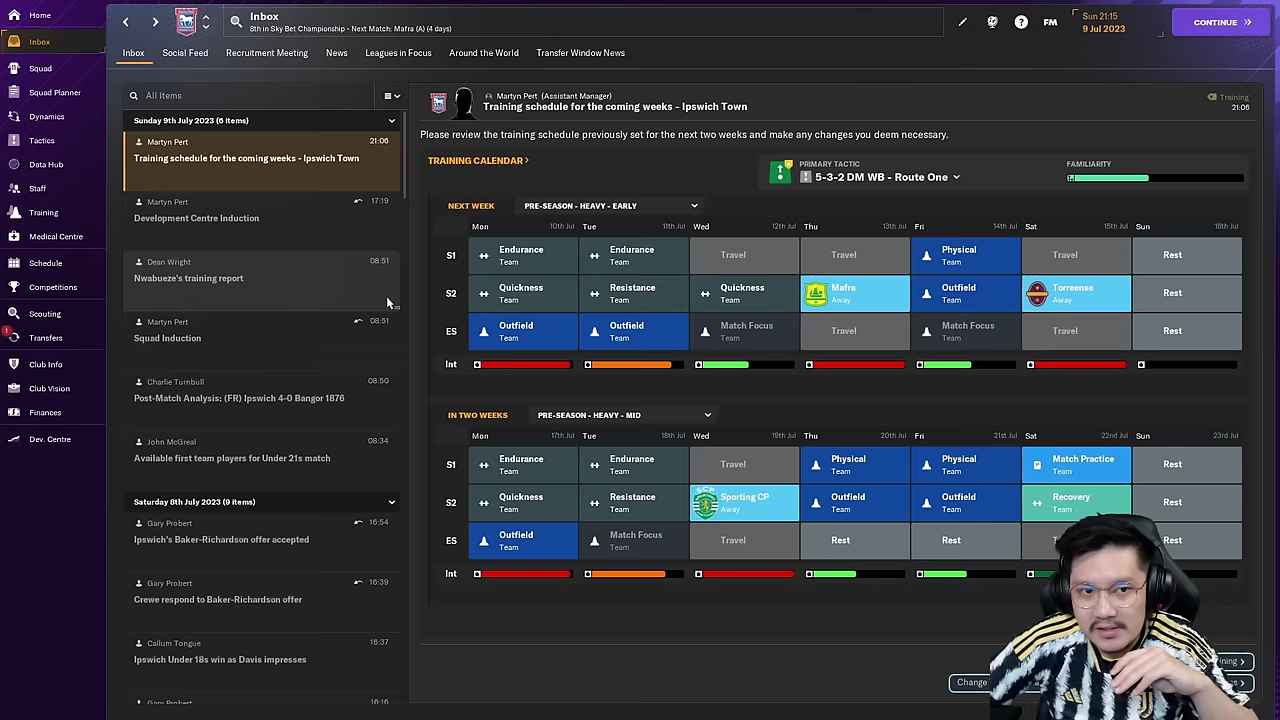 Home
Inbox
Squad
Squad Planner
Dynamics
Tactics
Data Hub
Staff
Training
Medical Centre
Schedule
Competitions
Scouting
1
Transfers
Club Info
Club Vision
Finances
Dev. Centre
Inbox
8th in Sky Bet Championship - Next Match: Mafra (A) (4 days)
FM
Sun 21:15
9 Jul 2023
CONTINUE
Inbox Social Feed Recruitment Meeting News Leagues in Focus Around the World Transfer Window News
All Items
Sunday 9th July 2023 (6 Items)
Martyn Pert 21:06
Training schedule for the coming weeks - Ipswich Town
Martyn Pert 17:19
Development Centre Induction
Dean Wright 08:51
Nwabueze's training report
Martyn Pert 08:51
Squad Induction
Charlie Turnbull 08:50
Post-Match Analysis: (FR) Ipswich 4-0 Bangor 1876
John McGreal 08:34
Available first team players for Under 21s match
Saturday 8th July 2023 (9 items)
Gary Probert 16:54
Ipswich's Baker-Richardson offer accepted
Gary Probert 16:39
Crewe respond to Baker-Richardson offer
Callum Tongue 16:37
Ipswich Under 18s win as Davis impresses
Gary Probert 16:16
Martyn Pert (Assistant Manager)
Training schedule for the coming weeks - Ipswich Town
Training
21:06
Please review the training schedule previously set for the next two weeks and make any changes you deem necessary.
TRAINING CALENDAR
PRIMARY TACTIC
5-3-2 DM WB - Route One
FAMILIARITY
NEXT WEEK PRE-SEASON - HEAVY - EARLY
Mon 10th Jul Tue 11th Jul Wed 12th Jul Thu 13th Jul Fri 14th Jul Sat 15th Jul Sun 16th Jul
S1 Endurance Team Endurance Team Travel Travel Physical Team Travel Rest
S2 Quickness Team Resistance Team Quickness Team Mafra Away Outfield Team Torreense Away Rest
ES Outfield Team Outfield Team Match Focus Team Travel Match Focus Team Travel Rest
Int
IN TWO WEEKS PRE-SEASON - HEAVY - MID
Mon 17th Jul Tue 18th Jul Wed 19th Jul Thu 20th Jul Fri 21st Jul Sat 22nd Jul Sun 23rd Jul
S1 Endurance Team Endurance Team Travel Physical Team Physical Team Match Practice Team Rest
S2 Quickness Team Resistance Team Sporting CP Away Outfield Team Outfield Team Recovery Team Rest
ES Outfield Team Match Focus Team Travel Rest Rest
Int
Change